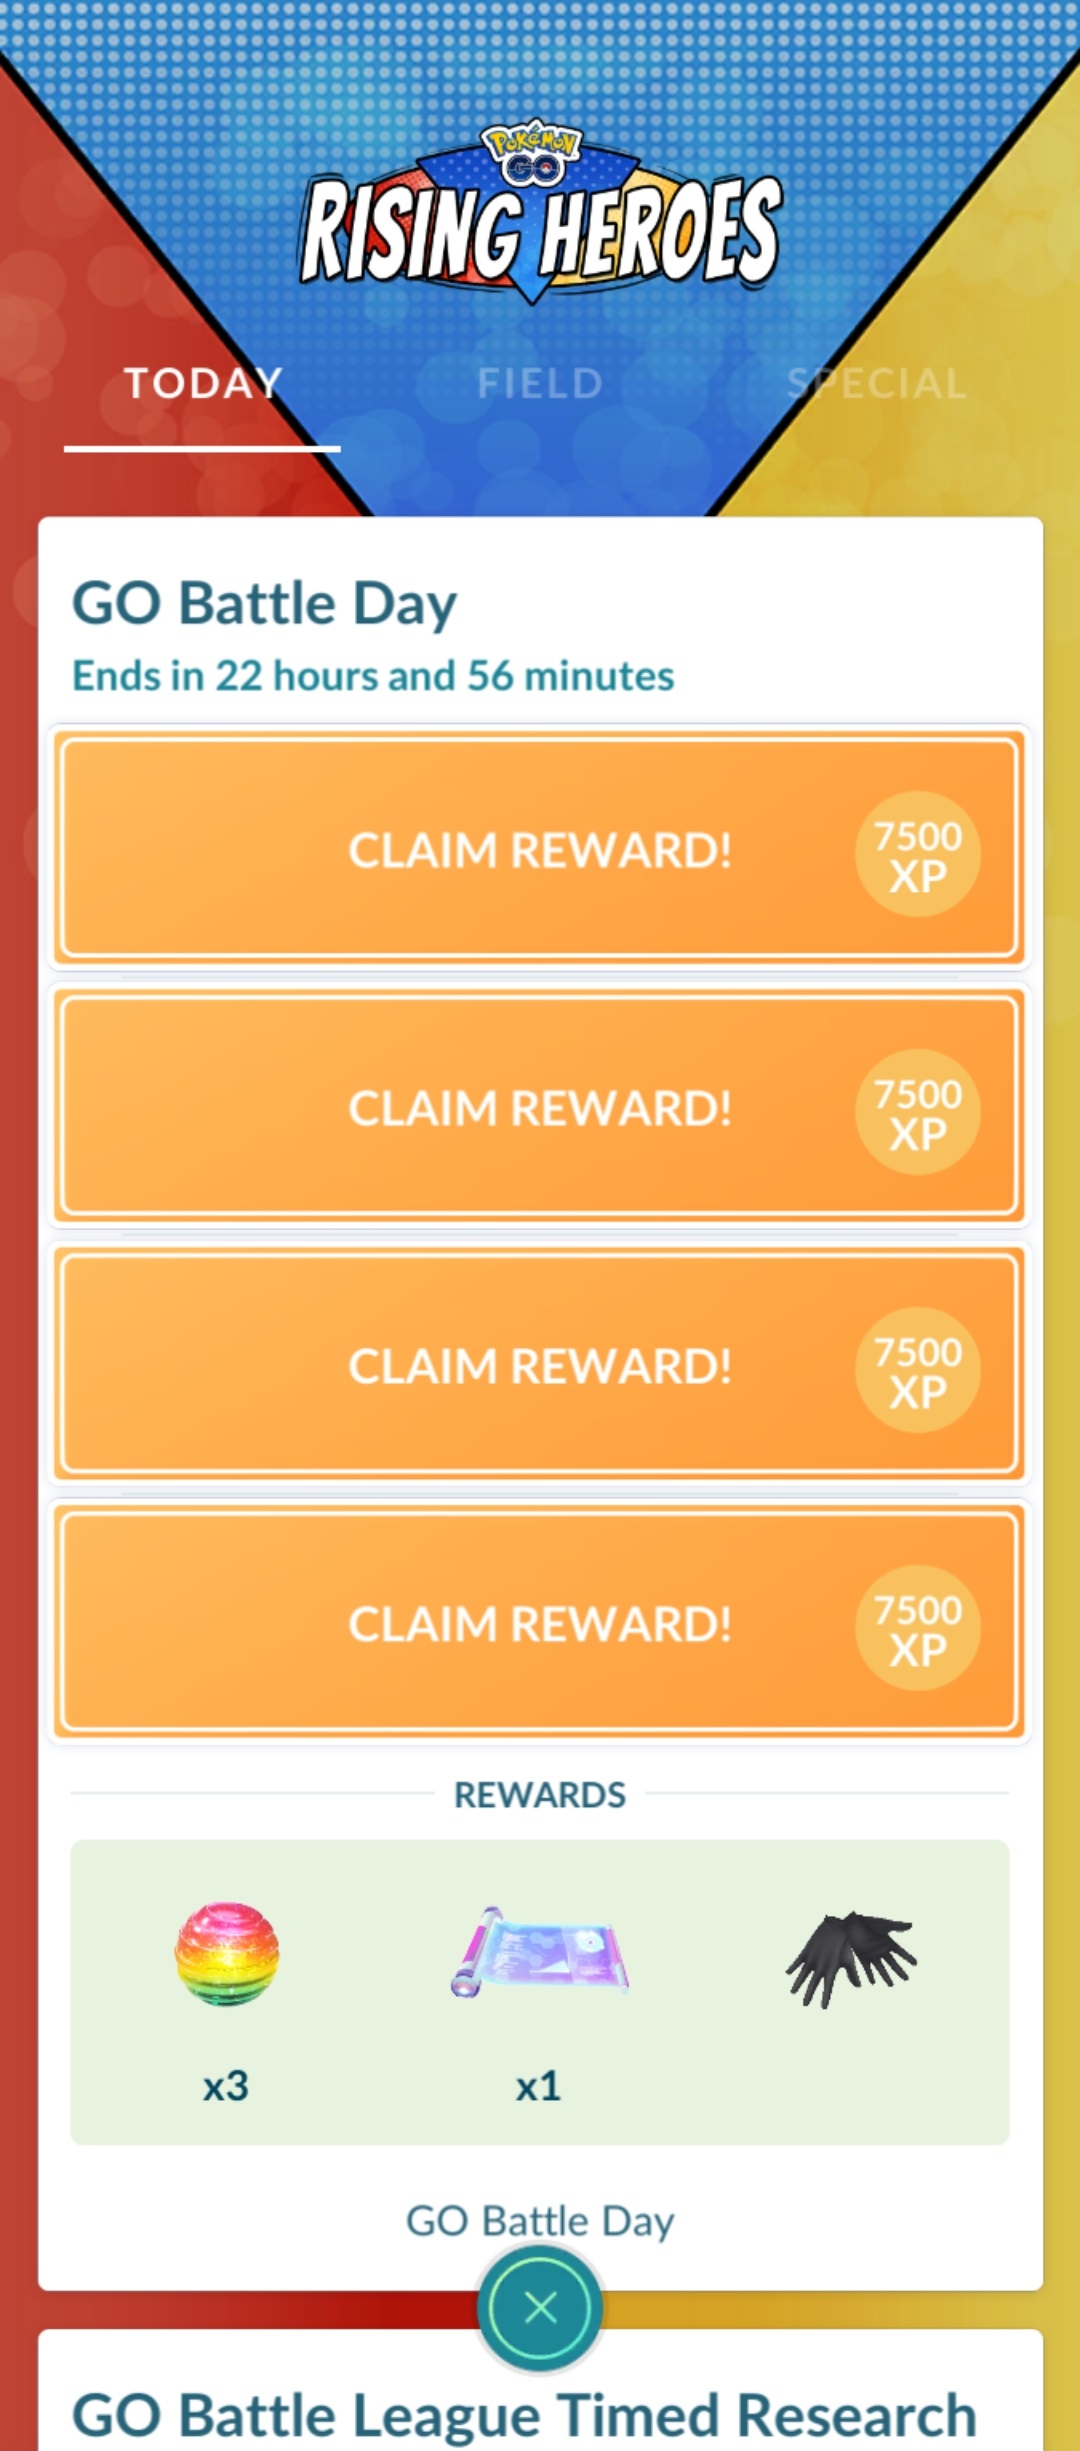 Pokémon
GO
RISING HEROES
TODAY
FIELD
SPECIAL
GO Battle Day
Ends in 22 hours and 56 minutes
CLAIM REWARD!
7500
XP
CLAIM REWARD!
7500
XP
CLAIM REWARD!
7500
XP
CLAIM REWARD!
7500
XP
REWARDS
x3
x1
GO Battle Day
GO Battle League Timed Research